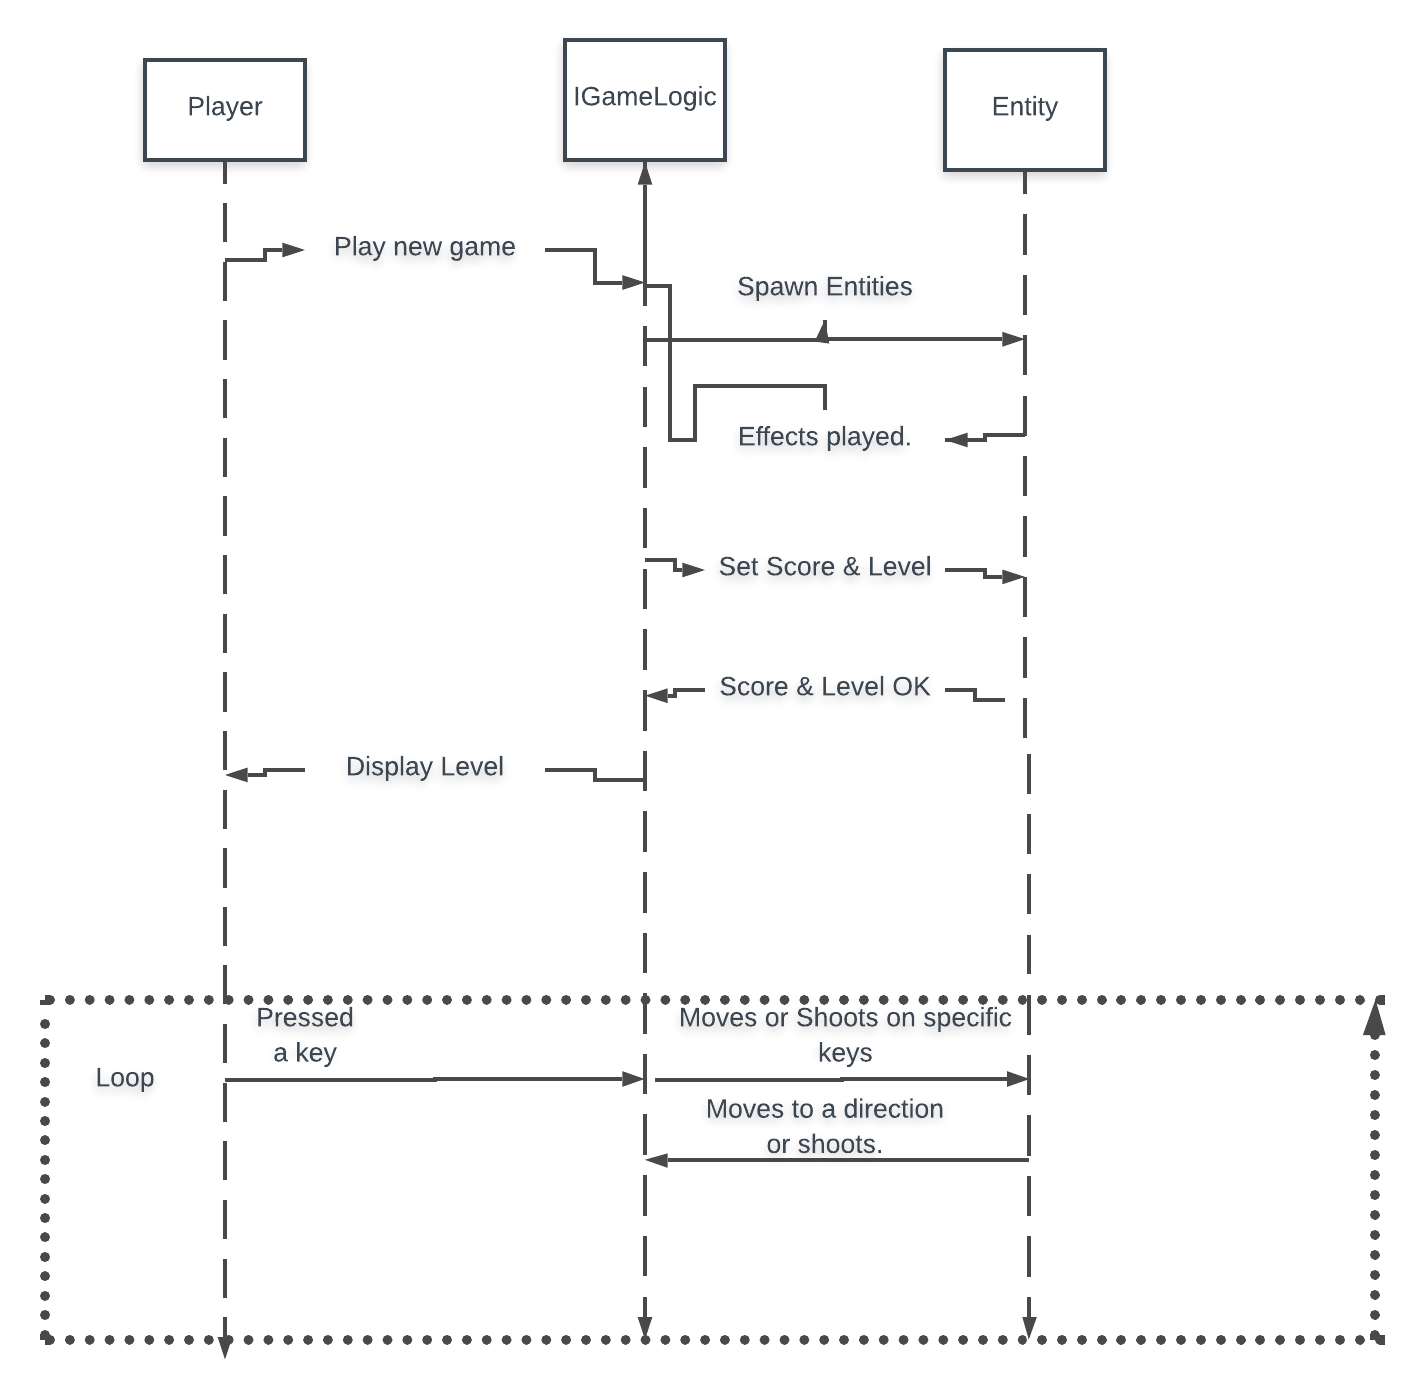 Player
IGameLogic
Entity
Play new game
Spawn Entities
Effects played.
Set Score & Level
Score & Level OK
Display Level
Pressed
a key
Moves or Shoots on specific
keys
Loop
Moves to a direction
or shoots.